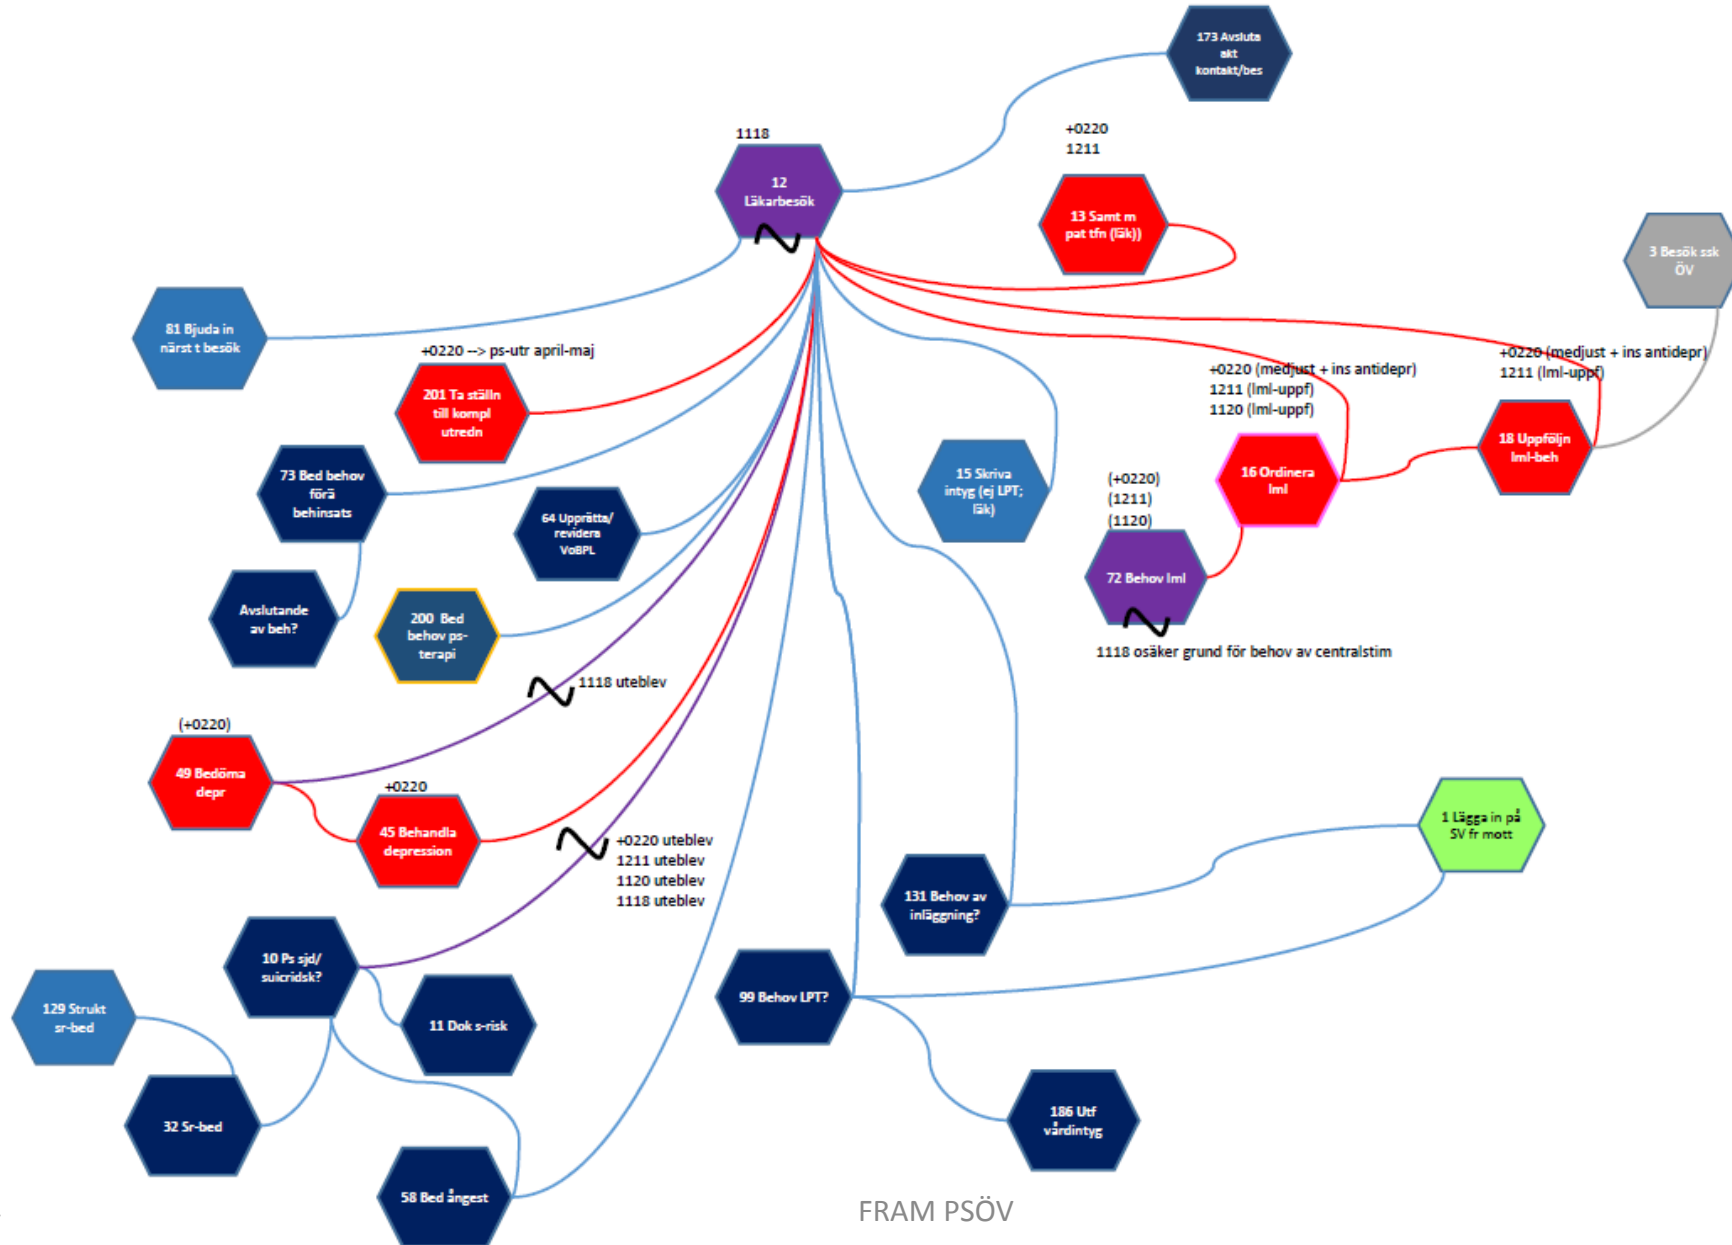 173 Avsluta
akt
kontakt/bes
1118
12
Läkarbesök
+0220
1211
13 Samt m
pat tfn (läk))
3 Besök ssk
ÖV
81 Bjuda in
närst t besök
+0220 --> ps-utr april-maj
201 Ta ställn
till kompl
utredn
+0220 (medjust + ins antidepr)
1211 (lml-uppf)
+0220 (medjust + ins antidepr)
1211 (lml-uppf)
1120 (lml-uppf)
18 Uppföljn
lml-beh
16 Ordinera
lml
73 Bed behov
förä
behinsats
15 Skriva
intyg (ej LPT;
läk)
64 Upprätta/
revidera
VoBPL
(+0220)
(1211)
(1120)
72 Behov lml
1118 osäker grund för behov av centralstim
Avslutande
av beh?
200 Bed
behov ps-
terapi
1118 uteblev
(+0220)
49 Bedöma
depr
+0220
45 Behandla
depression
+0220 uteblev
1211 uteblev
1120 uteblev
1118 uteblev
1 Lägga in på
SV fr mott
131 Behov av
inläggning?
10 Ps sjd/
suicridsk?
99 Behov LPT?
129 Strukt
sr-bed
11 Dok s-risk
32 Sr-bed
186 Utf
vårdintyg
58 Bed ångest
FRAM PSÖV